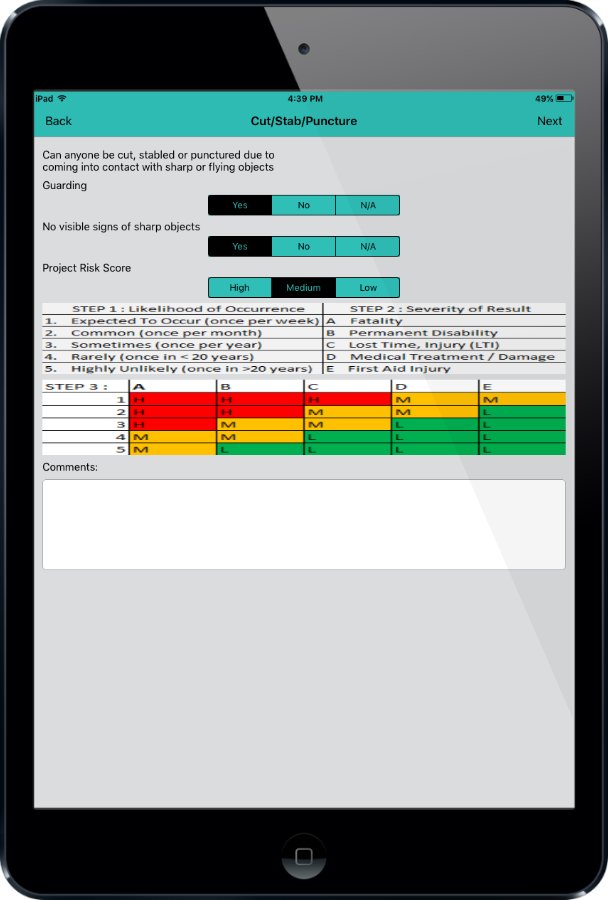 iPad 4:39 PM 49%
Back Cut/Stab/Puncture Next
Can anyone be cut, stabled or punctured due to
coming into contact with sharp or flying objects
Guarding
Yes No N/A
No visible signs of sharp objects
Yes No N/A
Project Risk Score
High Medium Low
STEP 1 : Likelihood of Occurrence STEP 2 : Severity of Result
1. Expected To Occur (once per week) A Fatality
2. Common (once per month) B Permanent Disability
3. Sometimes (once per year) C Lost Time, Injury (LTI)
4. Rarely (once in < 20 years) D Medical Treatment / Damage
5. Highly Unlikely (once in >20 years) E First Aid Injury
STEP 3 : A B C D E
1 H H H M M
2 H H M M L
3 H M M L L
4 M M L L L
5 M L L L L
Comments: